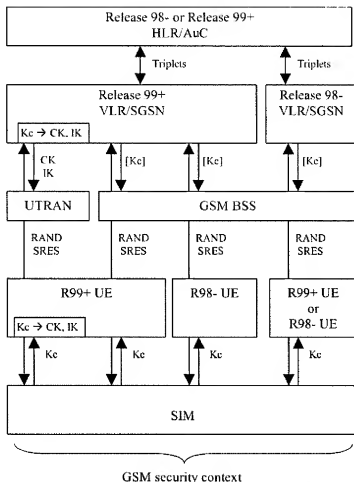 Release 98- or Release 99+
HLR/AuC
Triplets
Triplets
Release 99+
VLR/SGSN
Release 98-
VLR/SGSN
Kc → CK, IK
CK
IK
[Kc]
[Kc]
[Kc]
UTRAN
GSM BSS
RAND
SRES
RAND
SRES
RAND
SRES
RAND
SRES
R99+ UE
R98- UE
R99+ UE
or
R98- UE
Kc → CK, IK
Kc
Kc
Kc
Kc
SIM
GSM security context